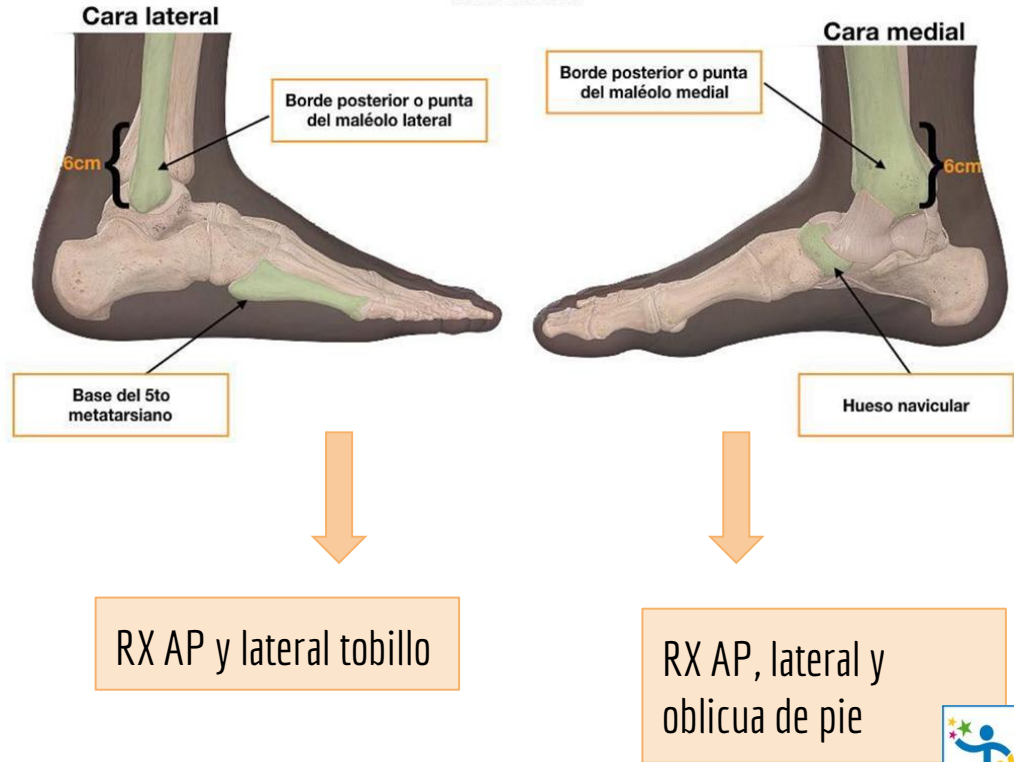 Cara lateral
Borde posterior o punta
del maléolo lateral
6cm
Base del 5to
metatarsiano
Cara medial
Borde posterior o punta
del maléolo medial
6cm
Hueso navicular
RX AP y lateral tobillo
RX AP, lateral y
oblicua de pie